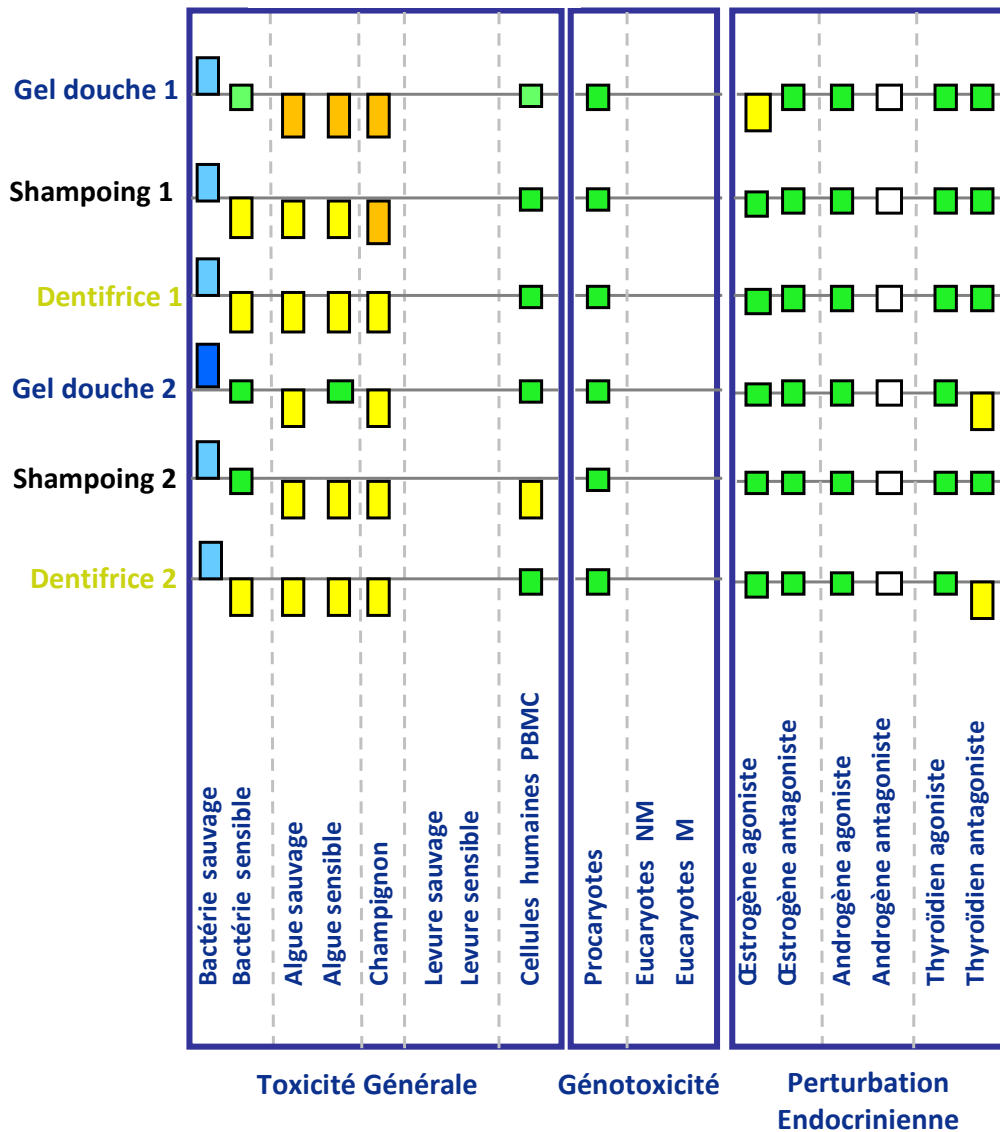 Gel douche 1
Shampoing 1
Dentifrice 1
Gel douche 2
Shampoing 2
Dentifrice 2
Bactérie sauvage
Bactérie sensible
Algue sauvage
Algue sensible
Champignon
Levure sauvage
Levure sensible
Cellules humaines PBMC
Procaryotes
Eucaryotes NM
Eucaryotes M
Œstrogène agoniste
Œstrogène antagoniste
Androgène agoniste
Androgène antagoniste
Thyroïdien agoniste
Thyroïdien antagoniste
Toxicité Générale
Génotoxicité
Perturbation
Endocrinienne